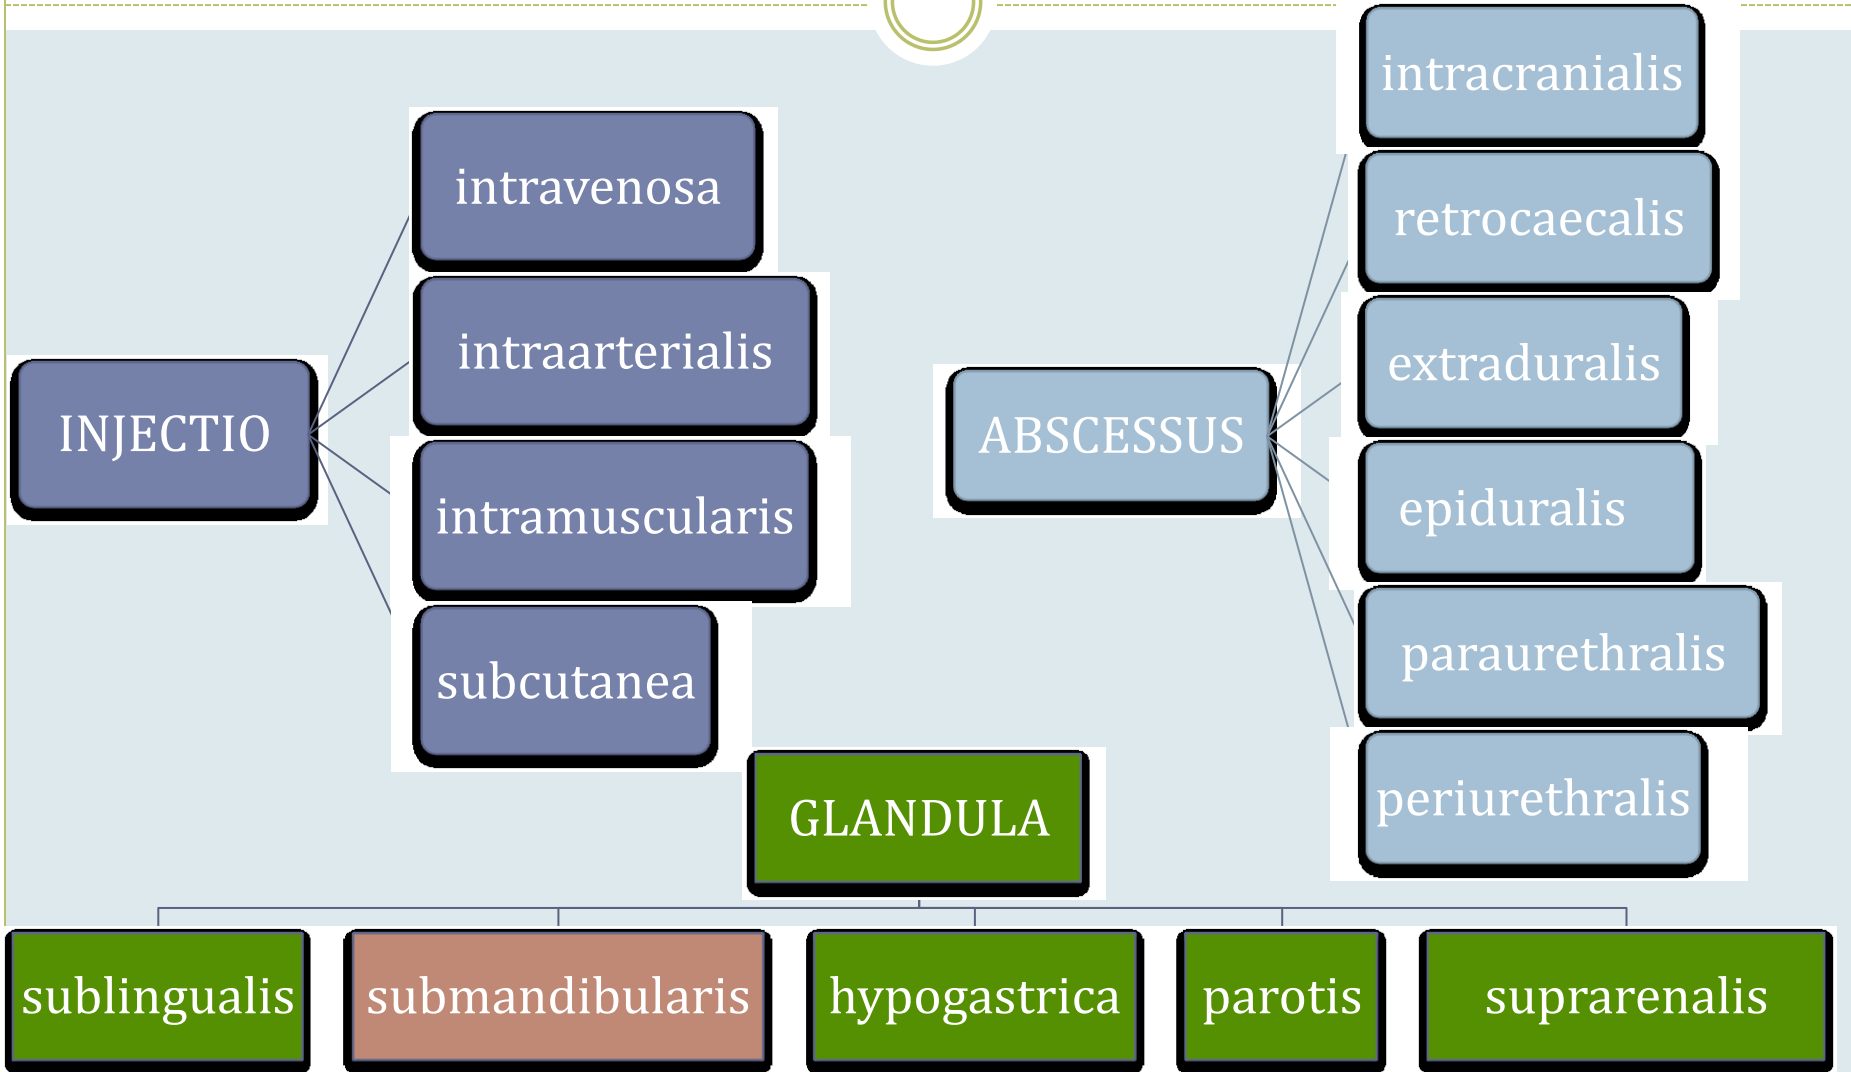 INJECTIO
intravenosa
intraarterialis
intramuscularis
subcutanea
ABSCESSUS
intracranialis
retrocaecalis
extraduralis
epiduralis
paraurethralis
periurethralis
GLANDULA
sublingualis
submandibularis
hypogastrica
parotis
suprarenalis